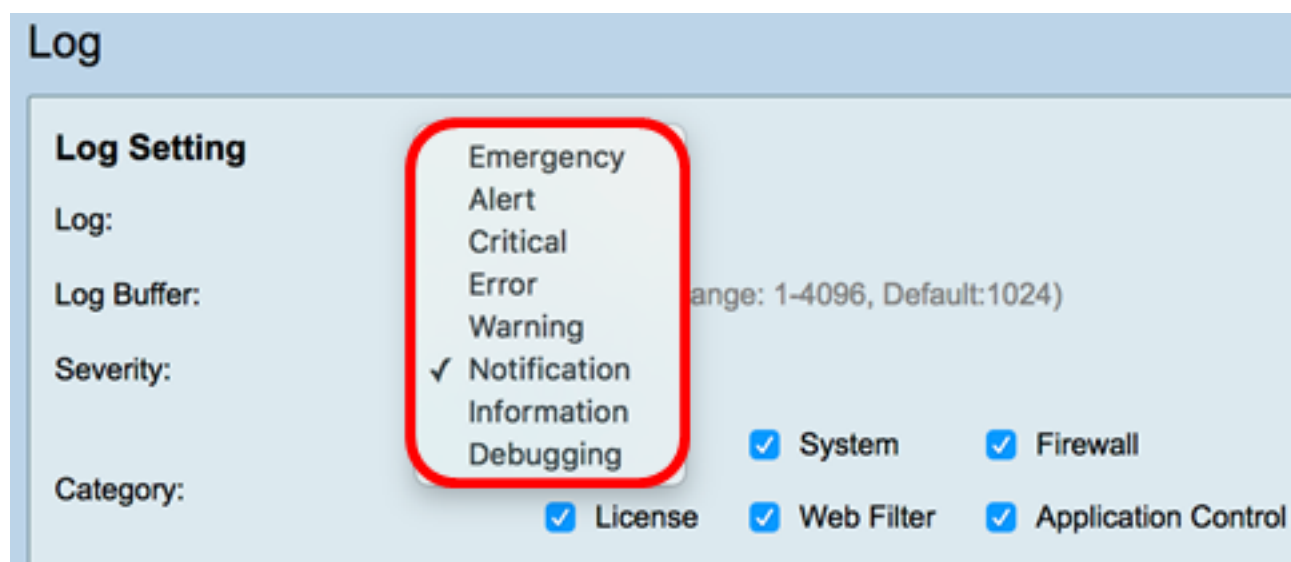 Log
Log Setting
Log:
Log Buffer:
Severity:
Category:
Emergency
Alert
Critical
Error
Warning
✓ Notification
Information
Debugging
1-4096, Default:1024)
System
Firewall
License
Web Filter
Application Control